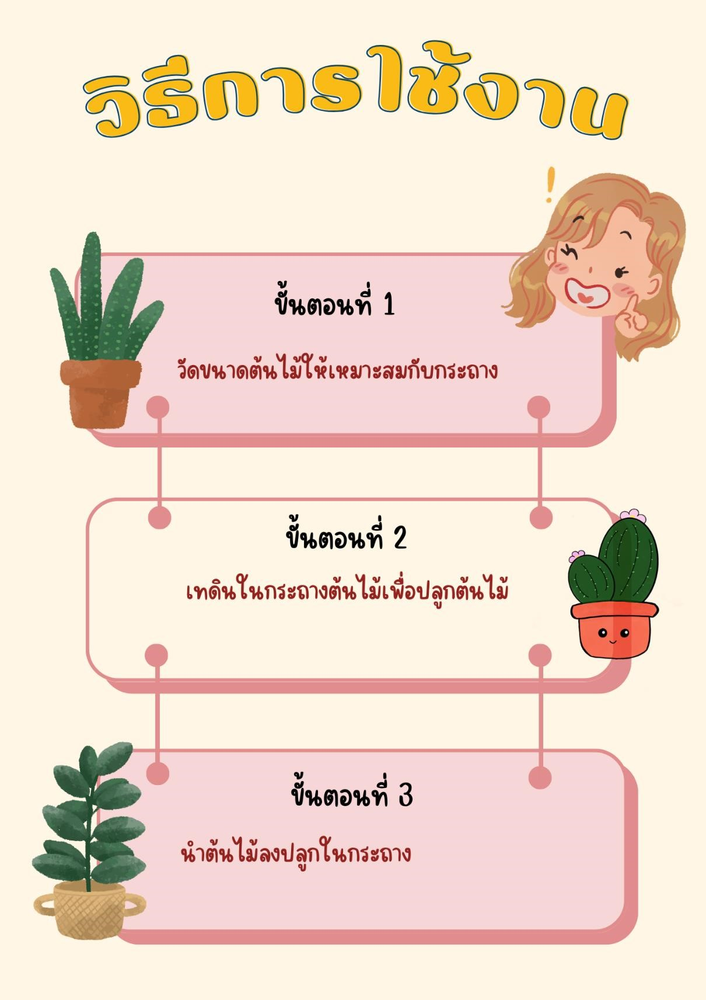 วิธีการใช้งาน
ขั้นตอนที่ 1
วัดขนาดต้นไม้ให้เหมาะสมกับกระถาง
ขั้นตอนที่ 2
เทดินในกระถางต้นไม้เพื่อปลูกต้นไม้
ขั้นตอนที่ 3
นำต้นไม้ลงปลูกในกระถาง